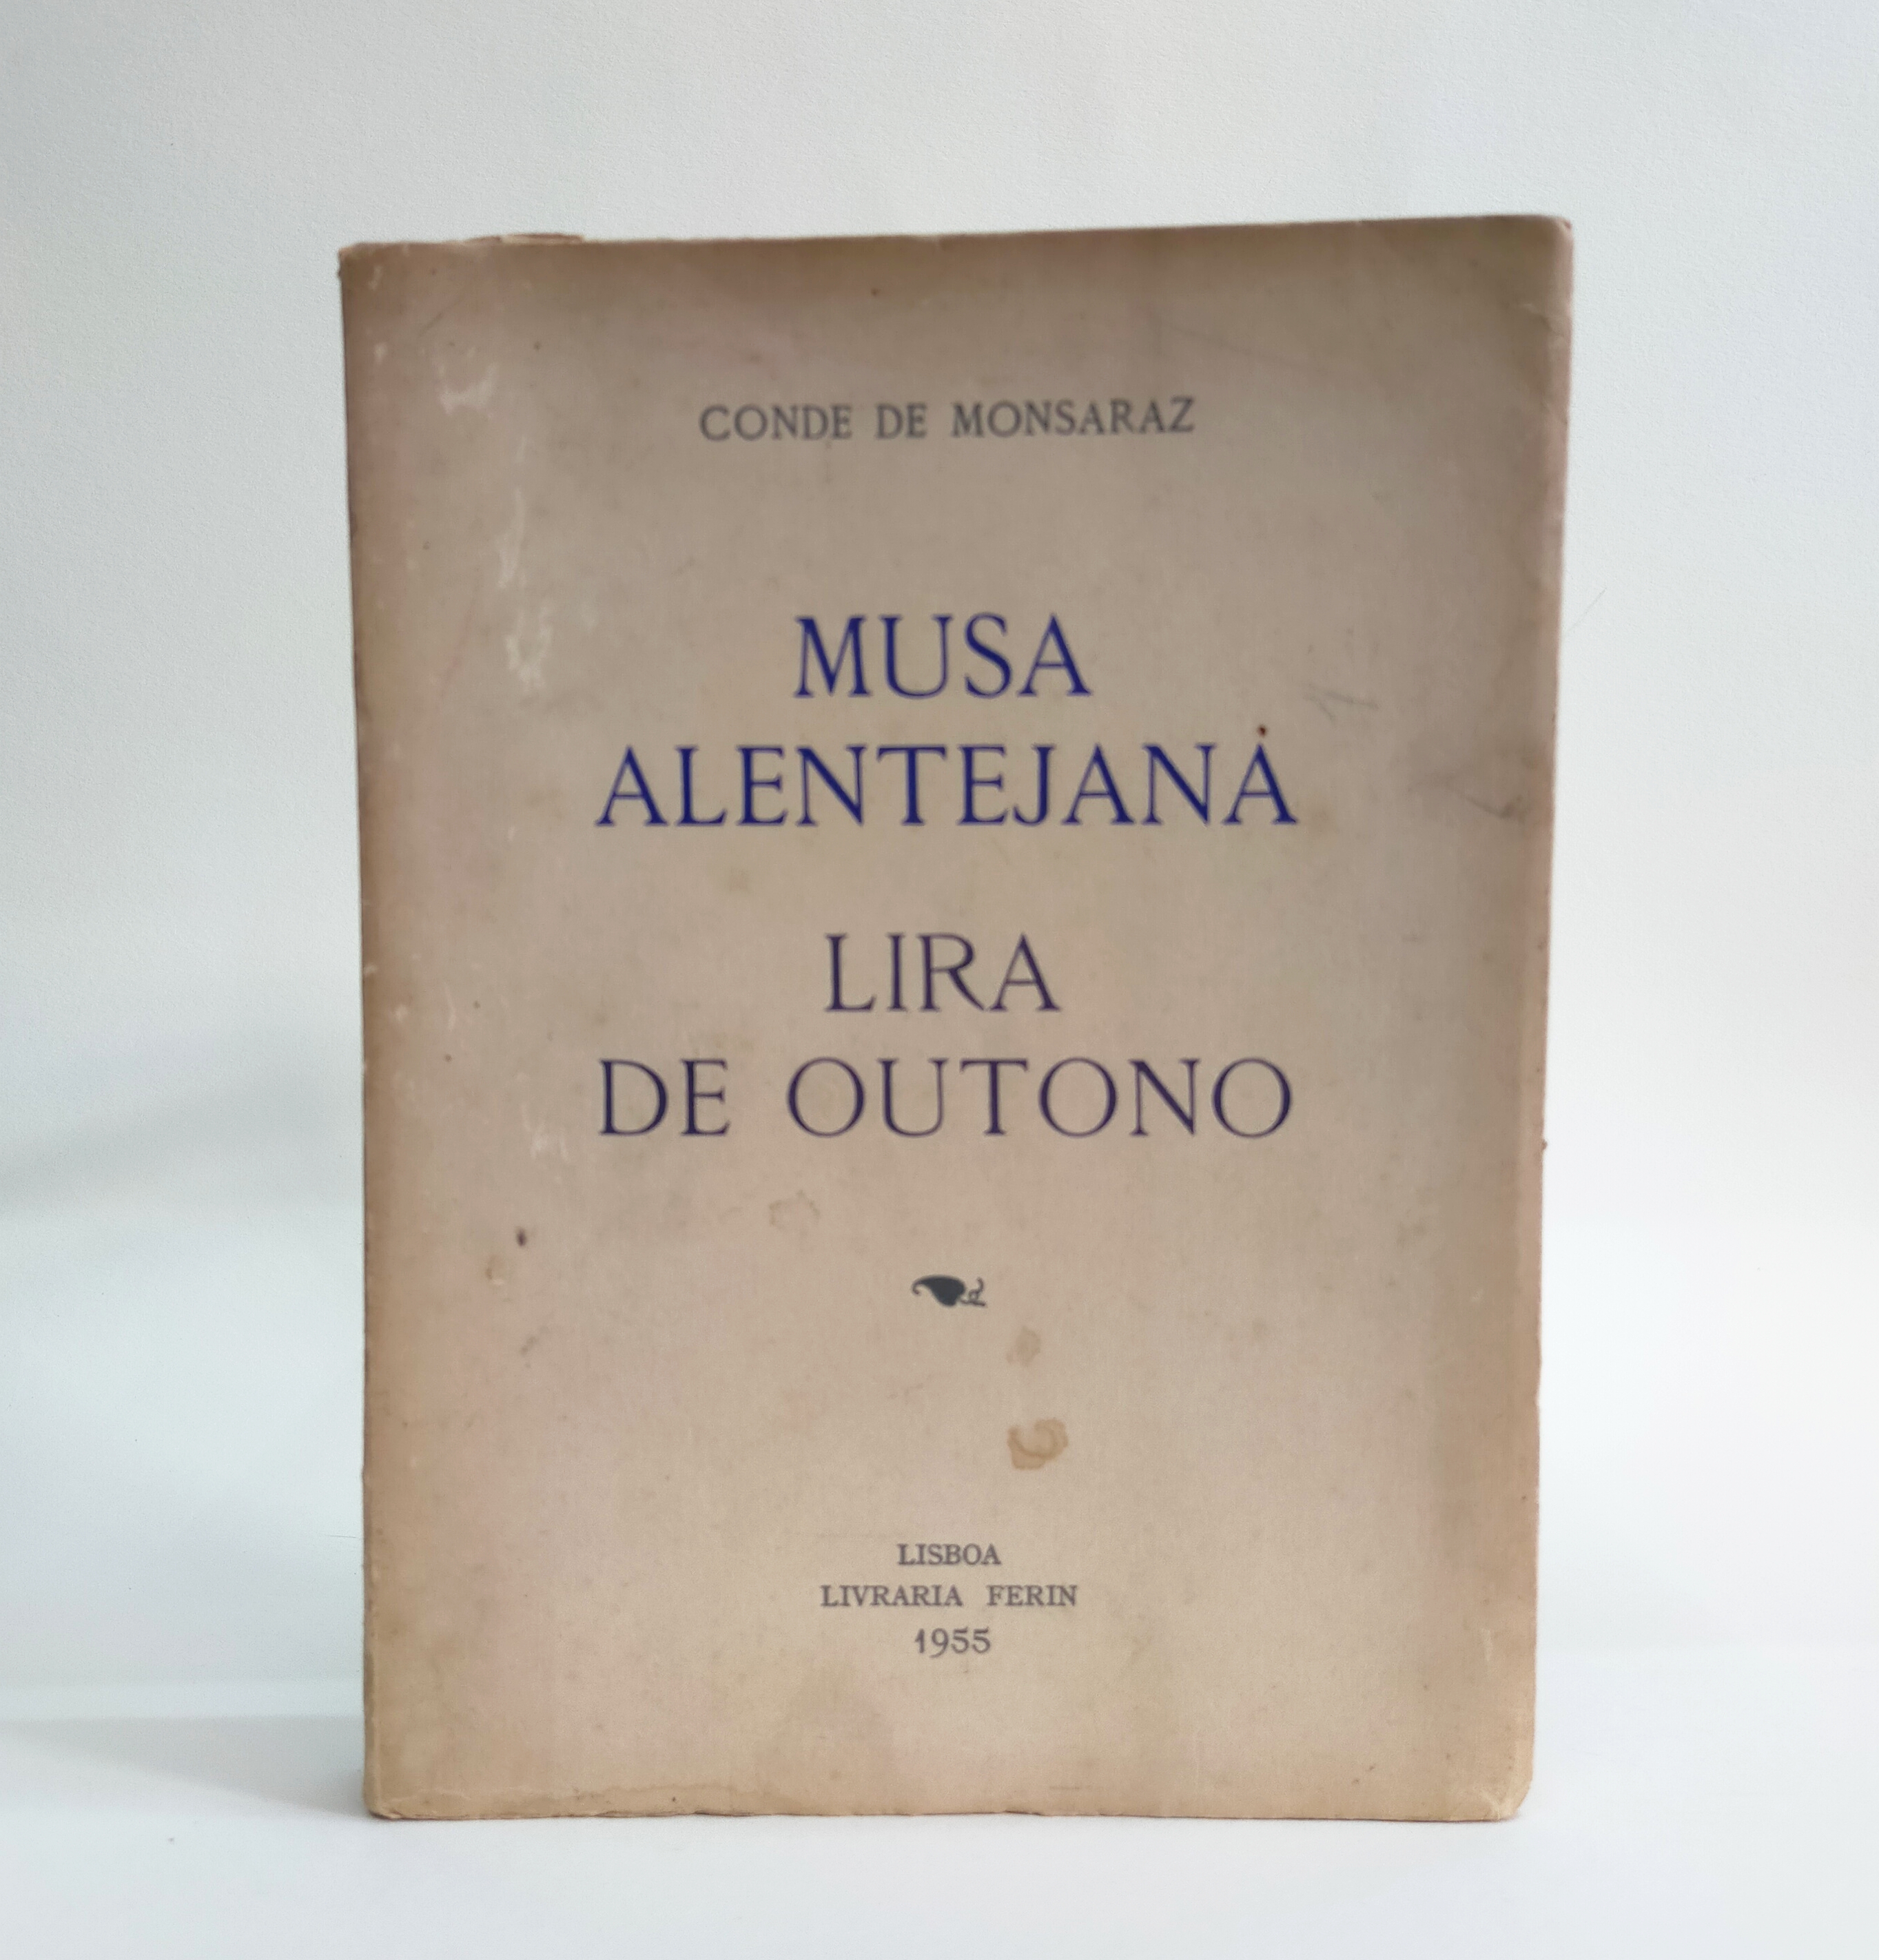 CONDE DE MONSARAZ
MUSA
ALENTEJANA
LIRA
DE OUTONO
LISBOA
LIVRARIA FERIN
1955